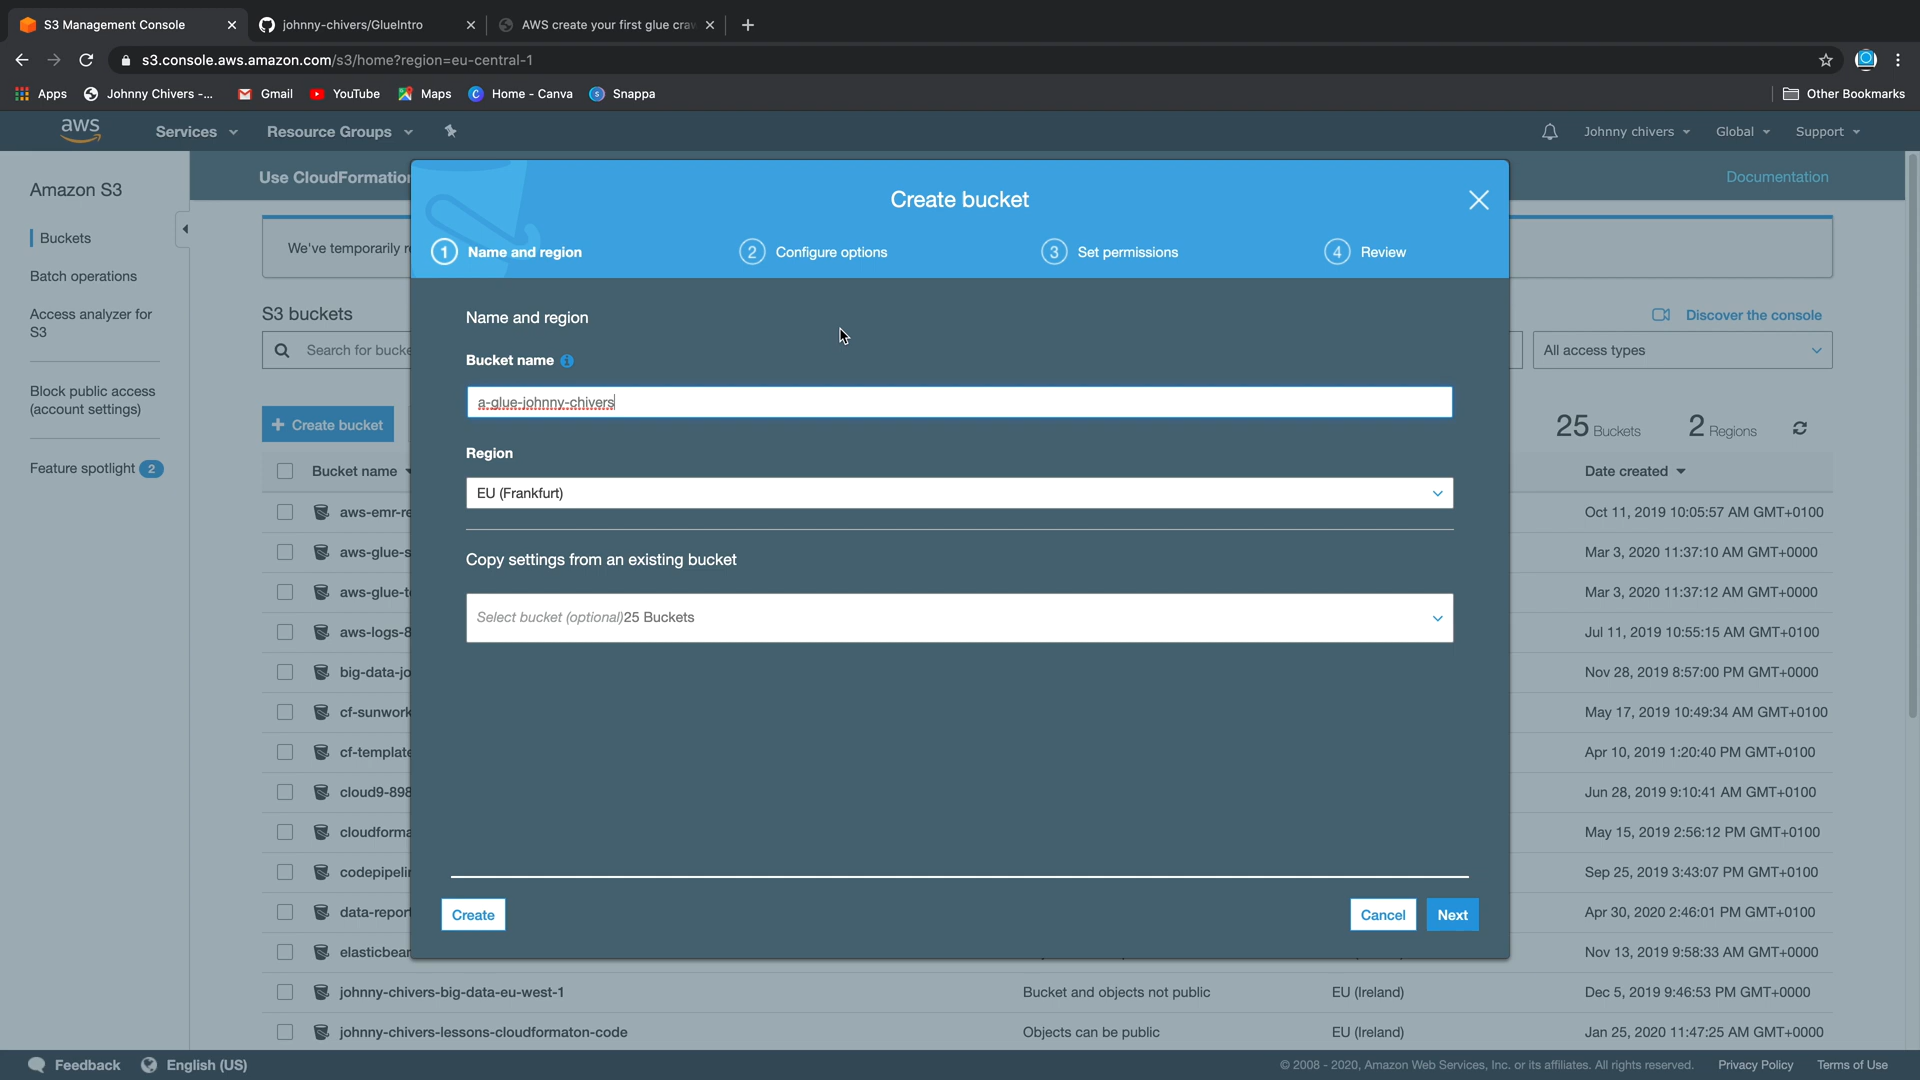 S3 Management Console
johnny-chivers/GlueIntro
AWS create your first glue cra
s3.console.aws.amazon.com/s3/home?region=eu-central-1
Apps
Johnny Chivers -...
Gmail
YouTube
Maps
Home - Canva
Snappa
Other Bookmarks
aws
Services
Resource Groups
Johnny chivers
Global
Support
Amazon S3
Use CloudFormation
Documentation
Create bucket
Buckets
We've temporarily r
1 Name and region
2 Configure options
3 Set permissions
4 Review
Batch operations
Access analyzer for
S3
S3 buckets
Name and region
Discover the console
Search for bucke
Bucket name
All access types
Block public access
(account settings)
a-glue-johnny-chivers
+ Create bucket
25 Buckets
2 Regions
Region
Feature spotlight 2
Bucket name
EU (Frankfurt)
Date created
aws-emr-re
Oct 11, 2019 10:05:57 AM GMT+0100
aws-glue-s
Copy settings from an existing bucket
Mar 3, 2020 11:37:10 AM GMT+0000
aws-glue-t
Mar 3, 2020 11:37:12 AM GMT+0000
Select bucket (optional)25 Buckets
aws-logs-8
Jul 11, 2019 10:55:15 AM GMT+0100
big-data-jo
Nov 28, 2019 8:57:00 PM GMT+0000
cf-sunwork
May 17, 2019 10:49:34 AM GMT+0100
cf-template
Apr 10, 2019 1:20:40 PM GMT+0100
cloud9-898
Jun 28, 2019 9:10:41 AM GMT+0100
cloudforma
May 15, 2019 2:56:12 PM GMT+0100
codepipeli
Sep 25, 2019 3:43:07 PM GMT+0100
data-report
Create
Cancel
Next
Apr 30, 2020 2:46:01 PM GMT+0100
elasticbear
Nov 13, 2019 9:58:33 AM GMT+0000
johnny-chivers-big-data-eu-west-1
Bucket and objects not public
EU (Ireland)
Dec 5, 2019 9:46:53 PM GMT+0000
johnny-chivers-lessons-cloudformaton-code
Objects can be public
EU (Ireland)
Jan 25, 2020 11:47:25 AM GMT+0000
Feedback
English (US)
© 2008 - 2020, Amazon Web Services, Inc. or its affiliates. All rights reserved.
Privacy Policy
Terms of Use